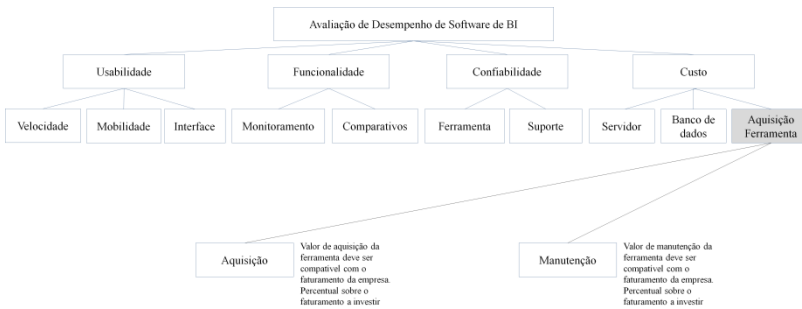 Avaliação de Desempenho de Software de BI
Usabilidade
Funcionalidade
Confiabilidade
Custo
Velocidade
Mobilidade
Interface
Monitoramento
Comparativos
Ferramenta
Suporte
Servidor
Banco de
dados
Aquisição
Ferramenta
Aquisição
Valor de aquisição da
ferramenta deve ser
compativel com o
faturamento da empresa.
Percentual sobre o
faturamento a investir
Manutenção
Valor de manutenção da
ferramenta deve ser
compativel com o
faturamento da empresa.
Percentual sobre o
faturamento a investir